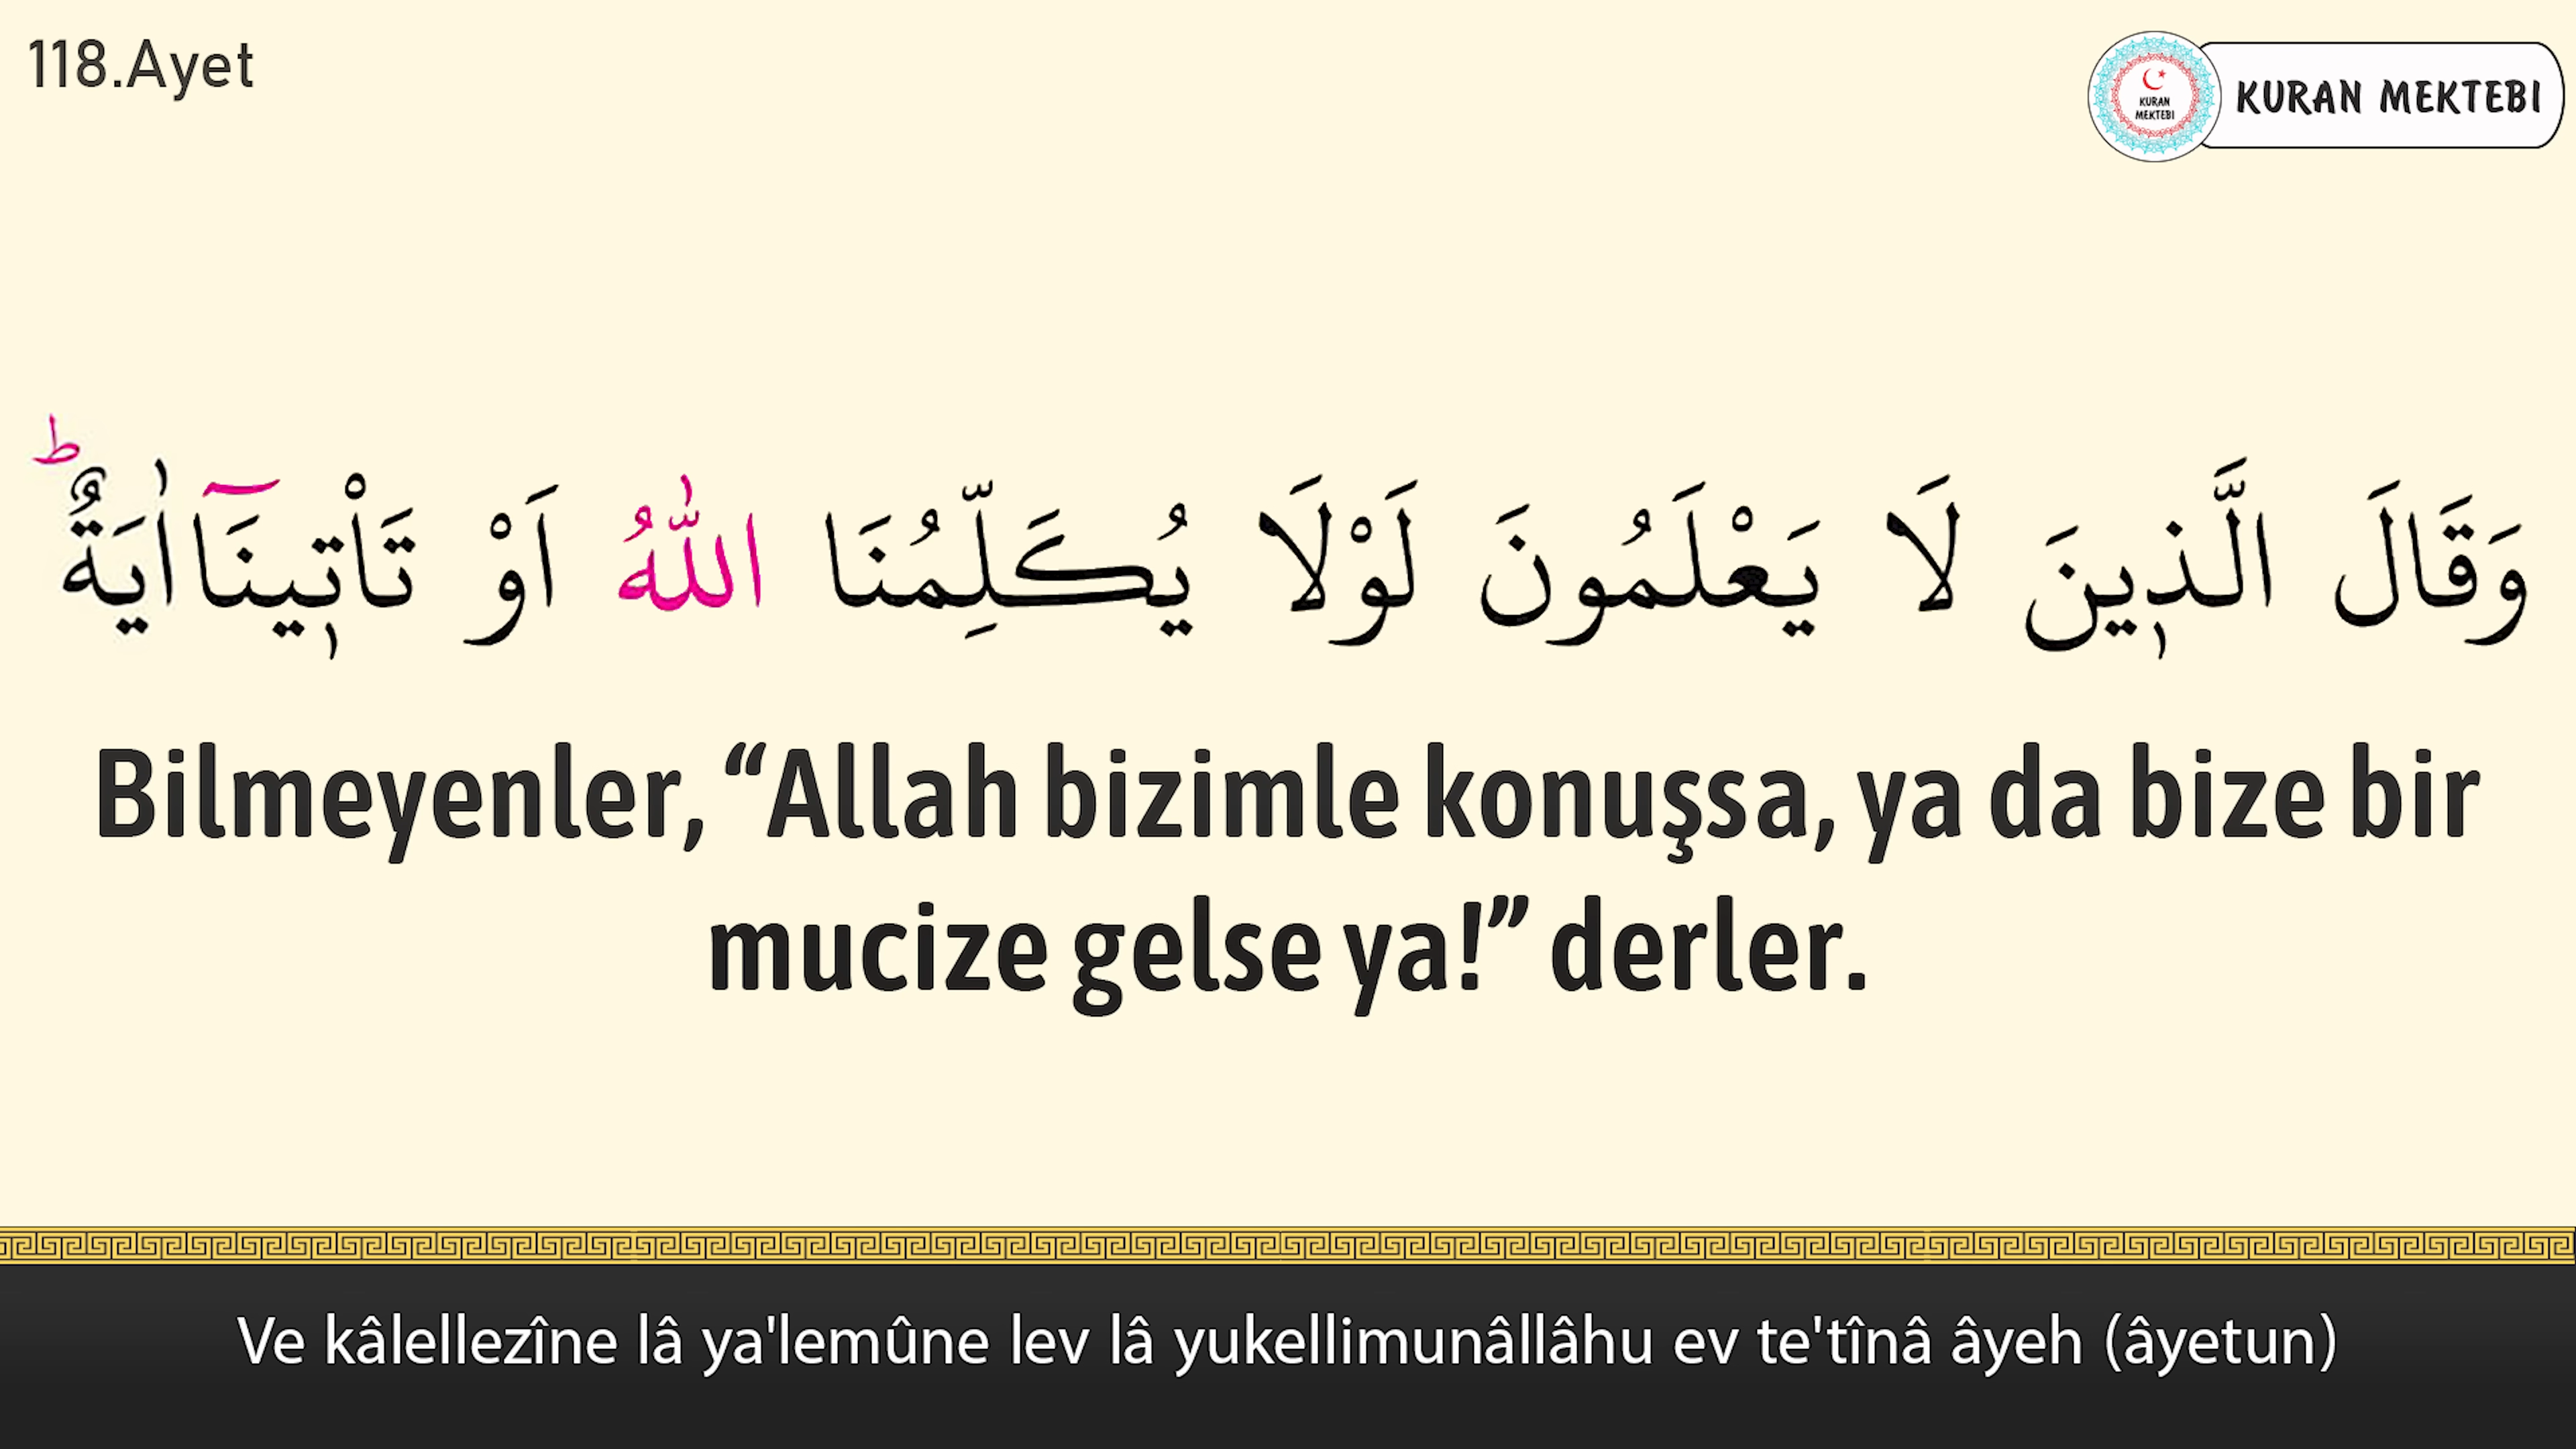 118.Ayet
KURAN
MEKTEBI
KURAN MEKTEBI
وَقَالَ الَّذ۪ينَ لَا يَعْلَمُونَ لَوْلَا يُكَلِّمُنَا اللّٰهُ اَوْ تَأْت۪ينَٓا اٰيَةٌۜ
Bilmeyenler, “Allah bizimle konuşsa, ya da bize bir
mucize gelse ya!” derler.
Ve kâlellezîne lâ ya'lemûne lev lâ yukellimunâllâhu ev te'tînâ âyeh (âyetun)